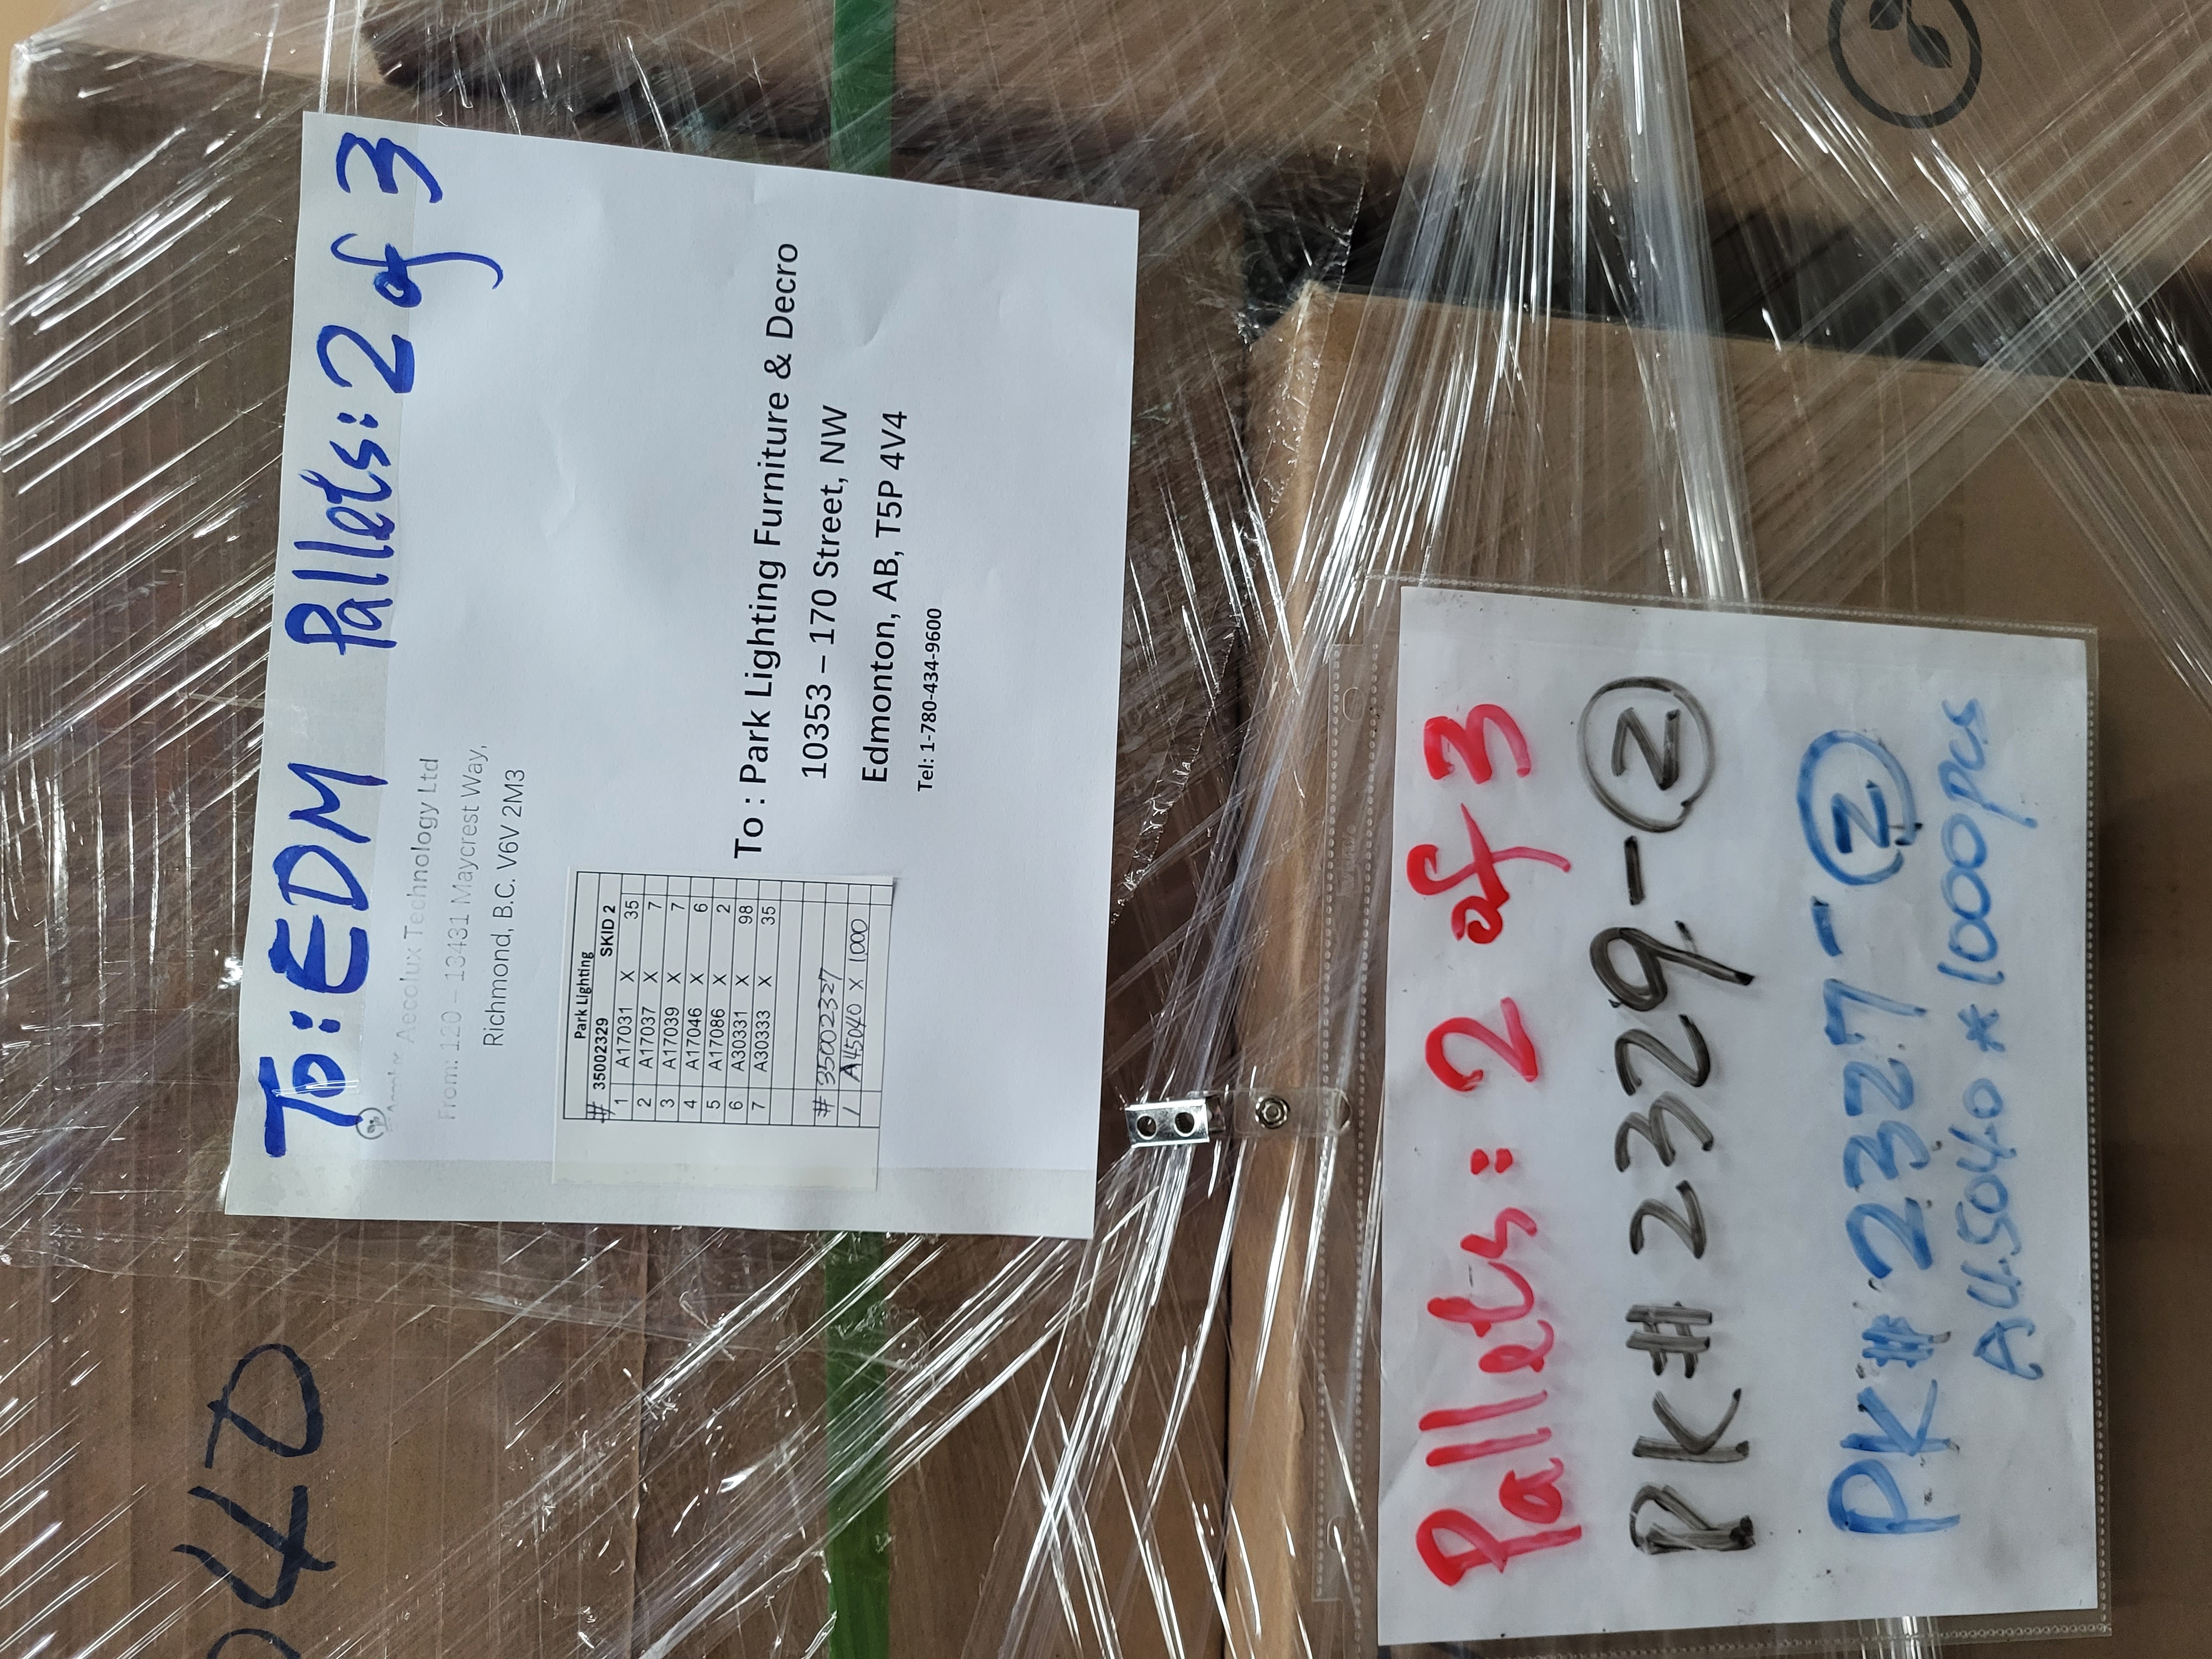 To: EDM Pallets: 2 of 3
Aecolux Technology Ltd
From: 120 – 13431 Maycrest Way,
Richmond, B.C. V6V 2M3
Park Lighting
# 35002329 SKID 2
1 A17031 X 35
2 A17037 X 7
3 A17039 X 7
4 A17046 X 6
5 A17086 X 2
6 A30331 X 98
7 A30333 X 35
# 35002327
1 A45040 X 1000
To : Park Lighting Furniture & Decro
10353 – 170 Street, NW
Edmonton, AB, T5P 4V4
Tel: 1-780-434-9600
Pallets: 2 of 3
PK# 2329-②
PK# 2327-②
A45040 * 1000pcs
040